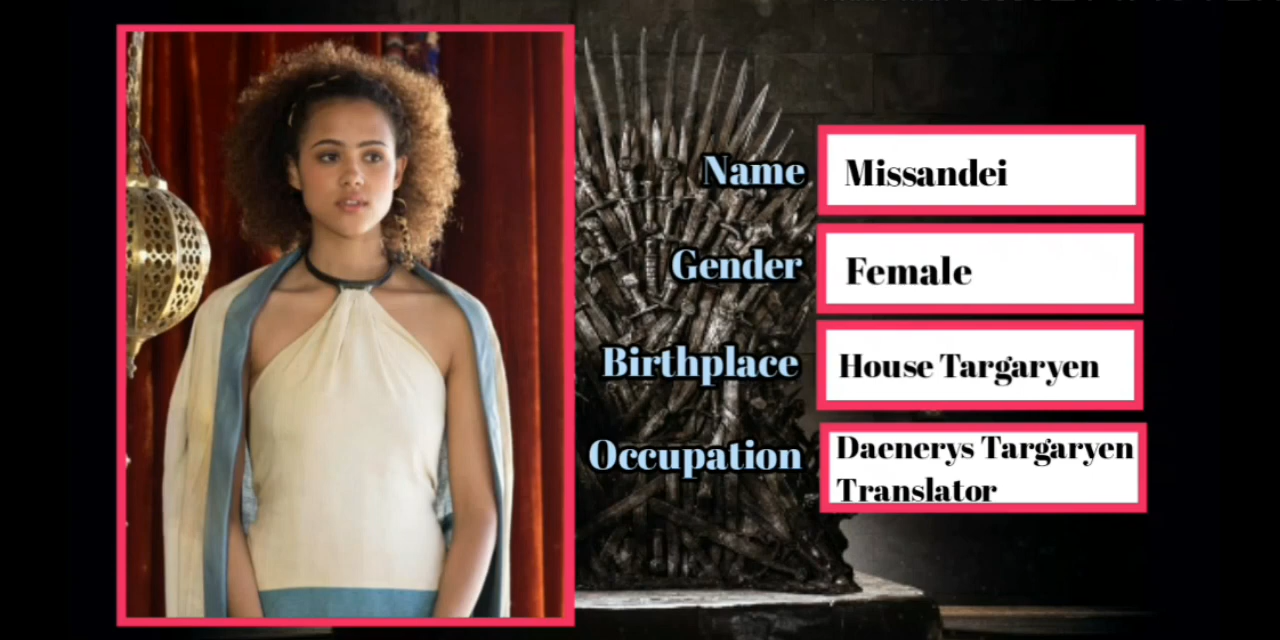 Name
Missandei
Gender
Female
Birthplace
House Targaryen
Occupation
Daenerys Targaryen
Translator